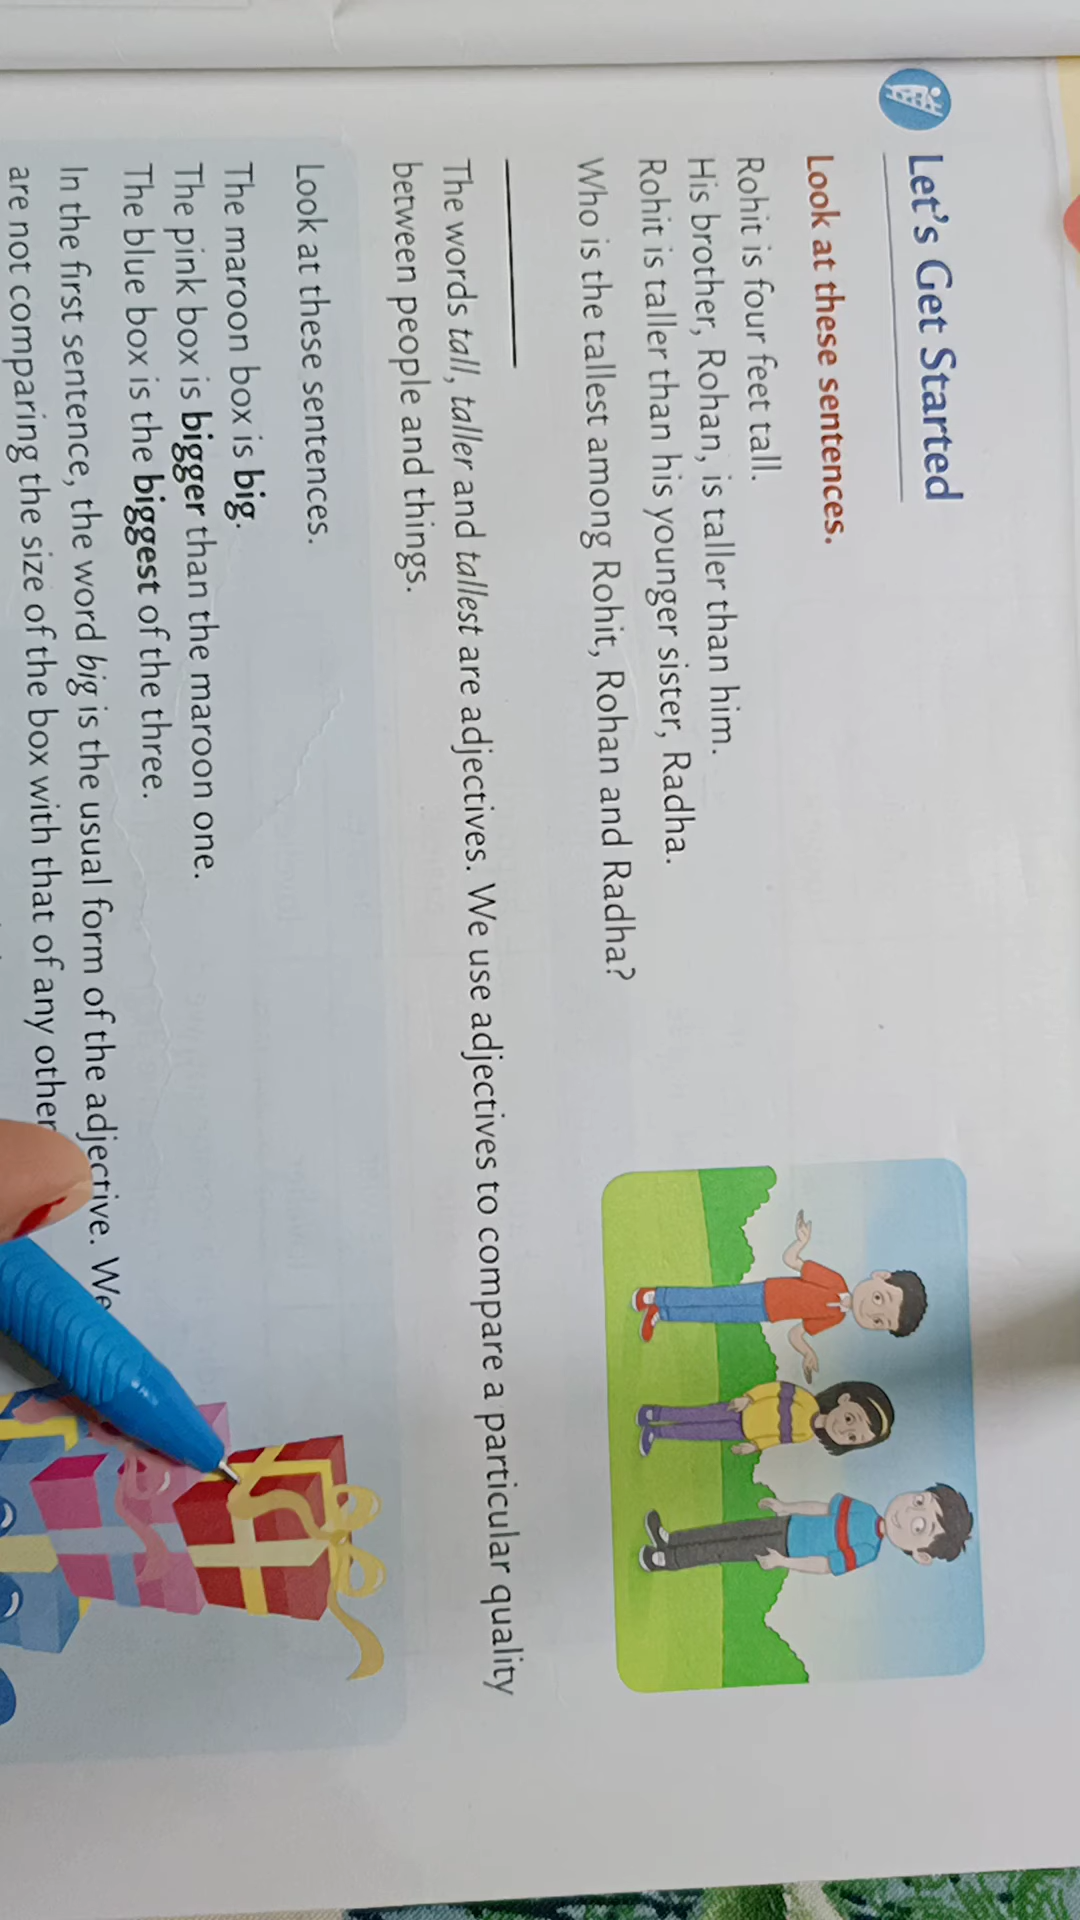 Let's Get Started
Look at these sentences.
Rohit is four feet tall.
His brother, Rohan, is taller than him.
Rohit is taller than his younger sister, Radha.
Who is the tallest among Rohit, Rohan and Radha?
The words tall, taller and tallest are adjectives. We use adjectives to compare a particular quality
between people and things.
Look at these sentences.
The maroon box is big.
The pink box is bigger than the maroon one.
The blue box is the biggest of the three.
In the first sentence, the word big is the usual form of the adjective. We
are not comparing the size of the box with that of any other